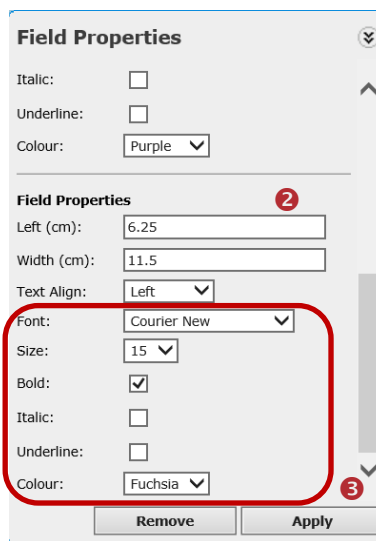 Field Properties
Italic:
Underline:
Colour: Purple
Field Properties
2
Left (cm): 6.25
Width (cm): 11.5
Text Align: Left
Font: Courier New
Size: 15
Bold:
Italic:
Underline:
Colour: Fuchsia
3
Remove Apply